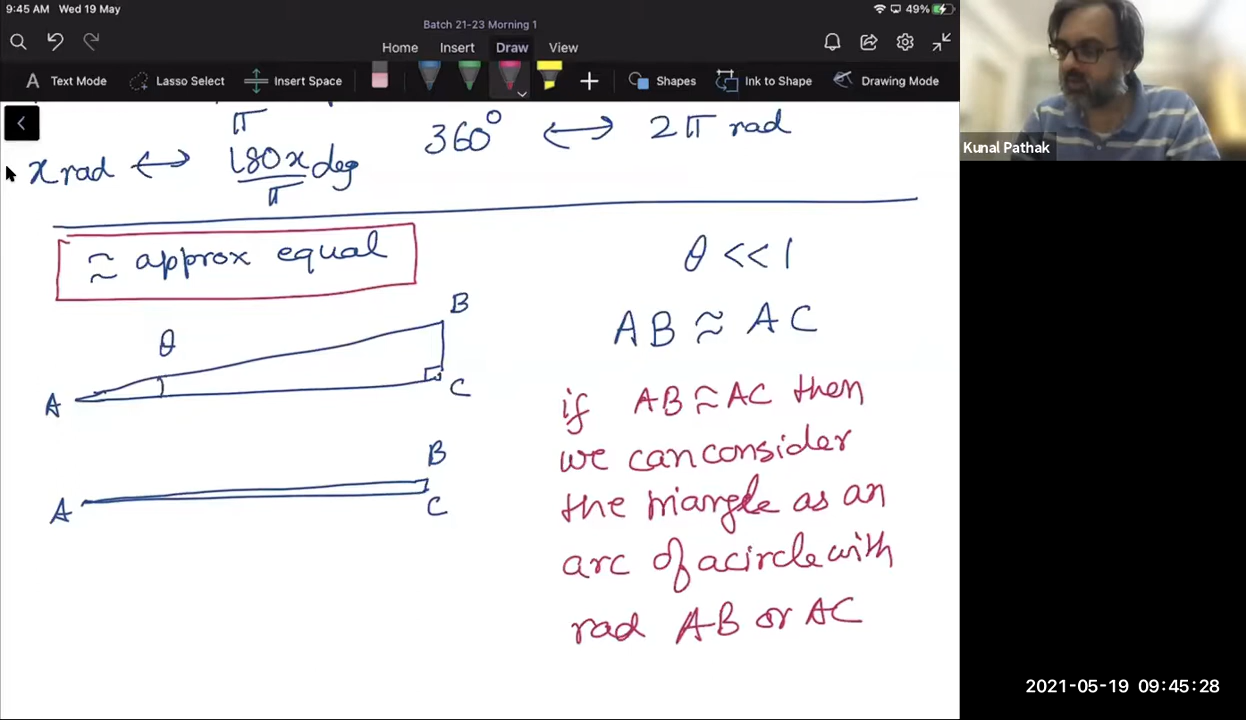 9:45 AM Wed 19 May
49%
Batch 21-23 Morning 1
Home Insert Draw View
Text Mode Lasso Select Insert Space Shapes Ink to Shape Drawing Mode
π
360° ↔ 2π rad
x rad ↔ 180x/π deg
≈ approx equal
θ << 1
B
θ
AB ≈ AC
A
C
if AB ≈ AC then
we can consider
the triangle as an
arc of a circle with
rad AB or AC
B
A
C
Kunal Pathak
2021-05-19 09:45:28